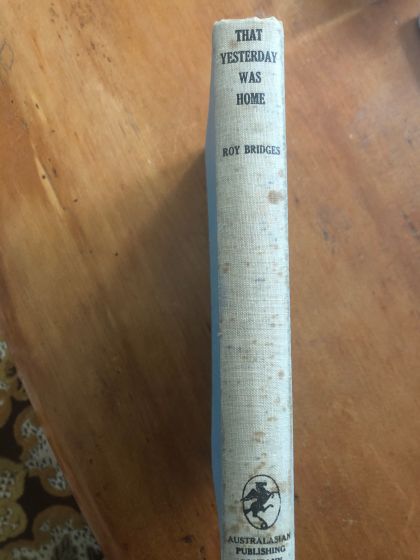 THAT
YESTERDAY
WAS
HOME
ROY BRIDGES
AUSTRALASIAN
PUBLISHING